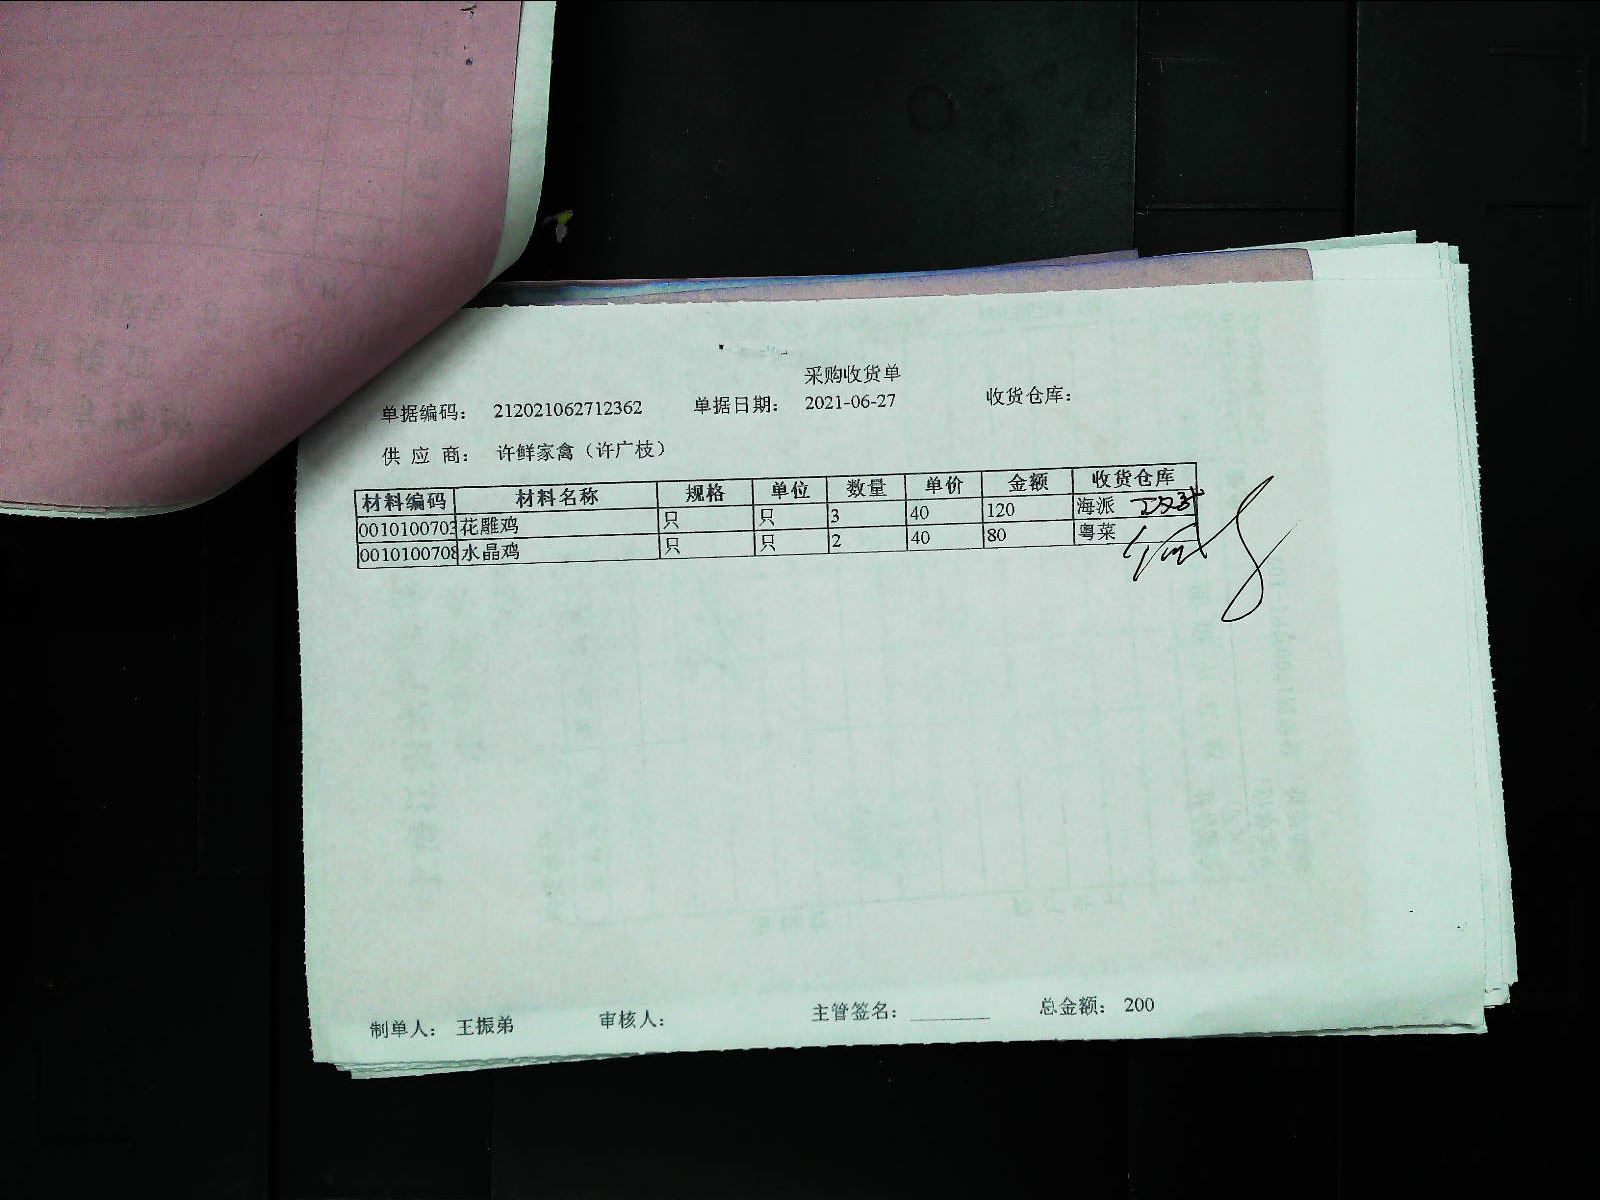 采购收货单
单据编码： 212021062712362 单据日期： 2021-06-27 收货仓库：
供 应 商： 许鲜家禽（许广枝）
材料编码 材料名称 规格 单位 数量 单价 金额 收货仓库
0010100703 花雕鸡 只 只 3 40 120 海派
0010100708 水晶鸡 只 只 2 40 80 粤菜
制单人： 王振弟 审核人： 主管签名： ________ 总金额： 200